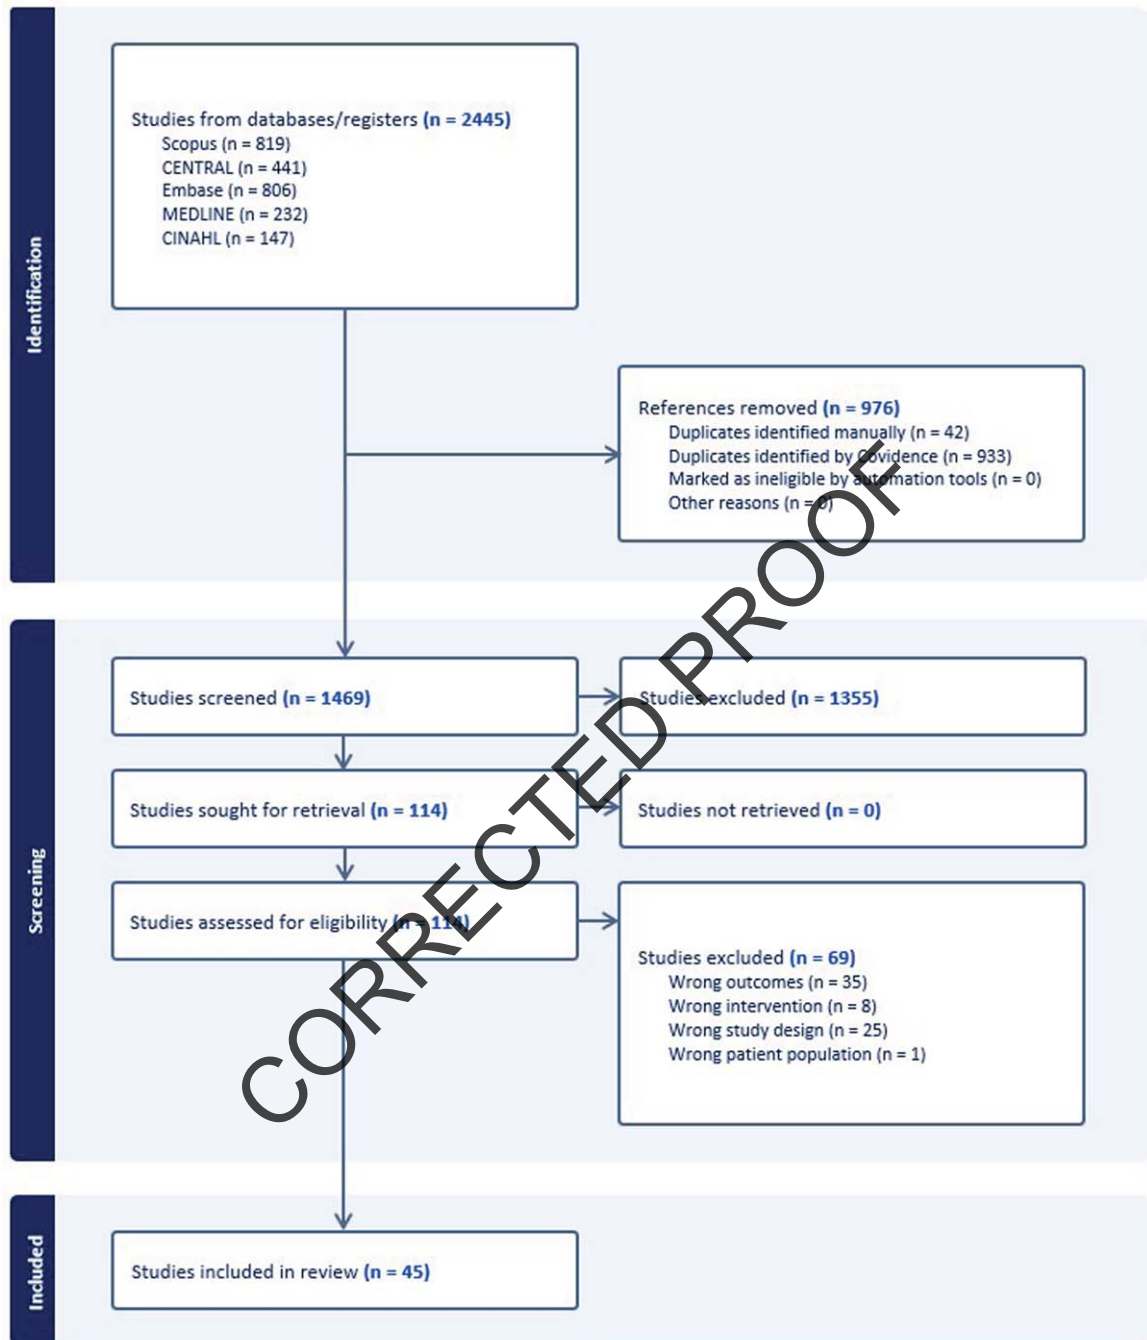 Identification
Studies from databases/registers (n = 2445)
Scopus (n = 819)
CENTRAL (n = 441)
Embase (n = 806)
MEDLINE (n = 232)
CINAHL (n = 147)
References removed (n = 976)
Duplicates identified manually (n = 42)
Duplicates identified by Covidence (n = 933)
Marked as ineligible by automation tools (n = 0)
Other reasons (n = 0)
Screening
Studies screened (n = 1469)
Studies excluded (n = 1355)
Studies sought for retrieval (n = 114)
Studies not retrieved (n = 0)
Studies assessed for eligibility (n = 114)
Studies excluded (n = 69)
Wrong outcomes (n = 35)
Wrong intervention (n = 8)
Wrong study design (n = 25)
Wrong patient population (n = 1)
Included
Studies included in review (n = 45)
CORRECTED PROOF